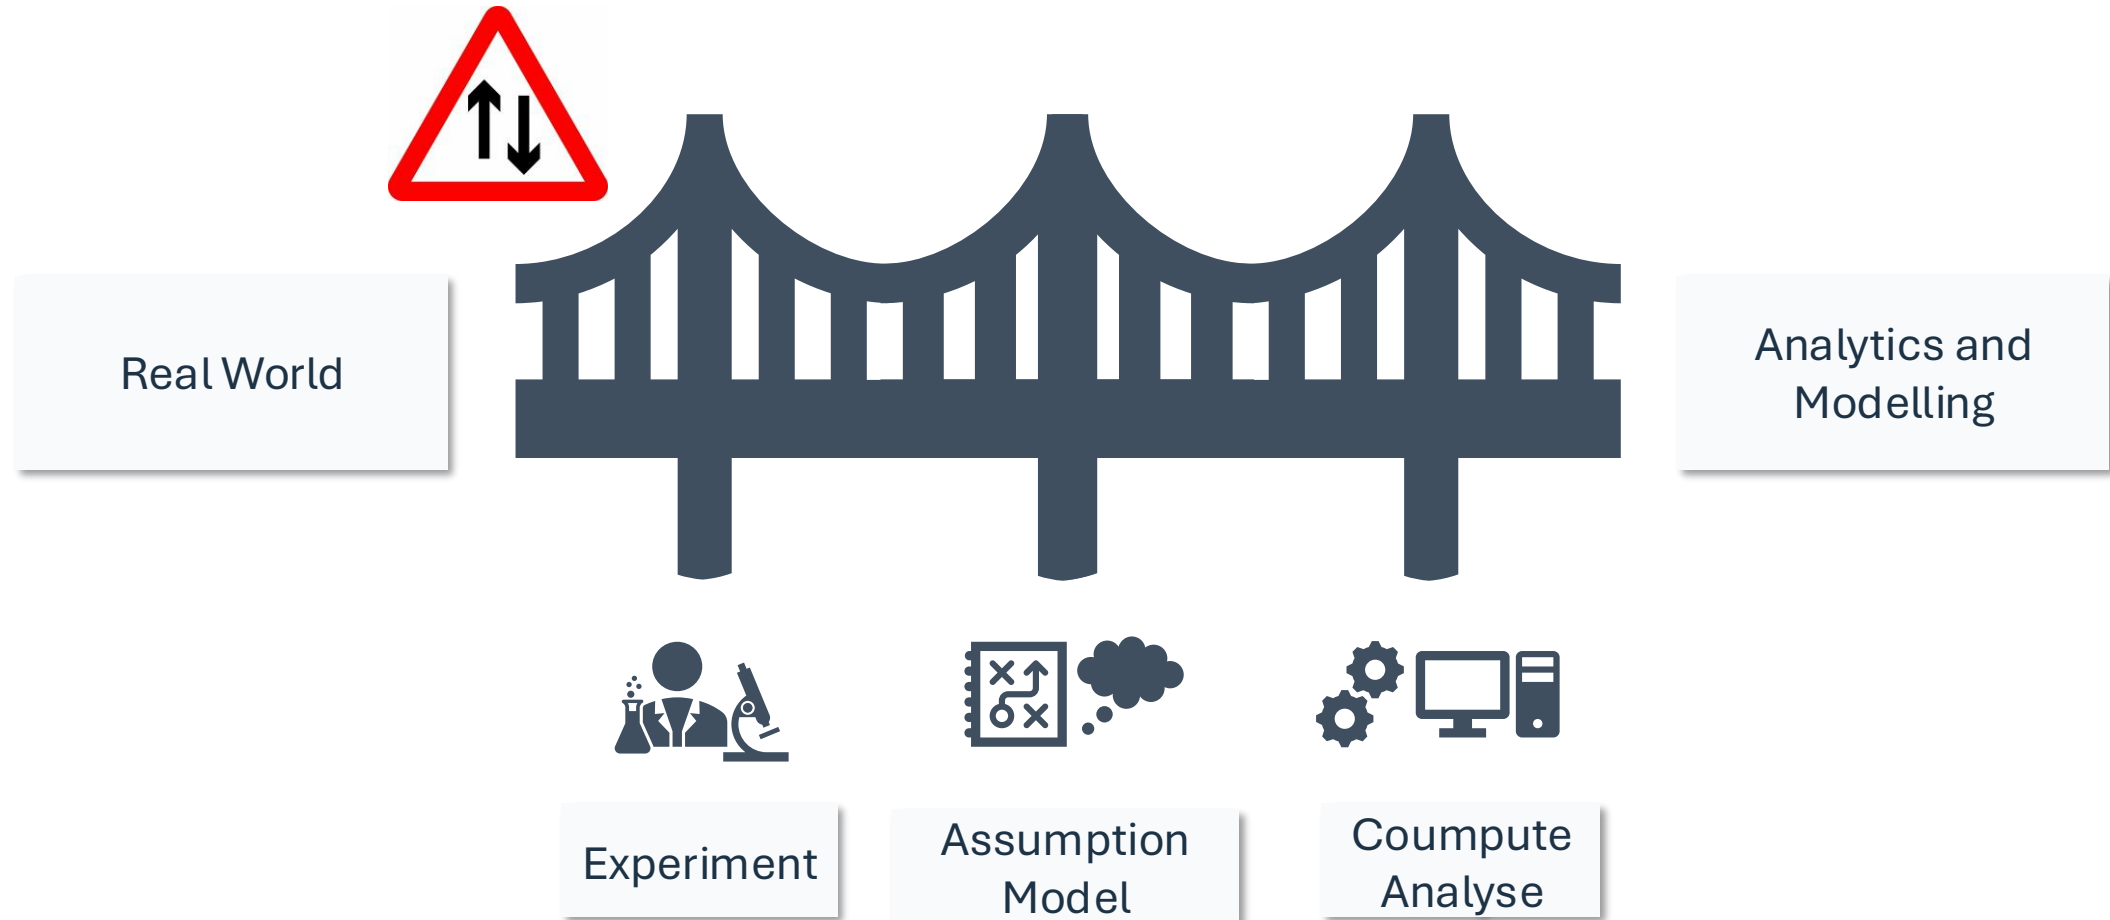 Real World
Analytics and
Modelling
Experiment
Assumption
Model
Coumpute
Analyse